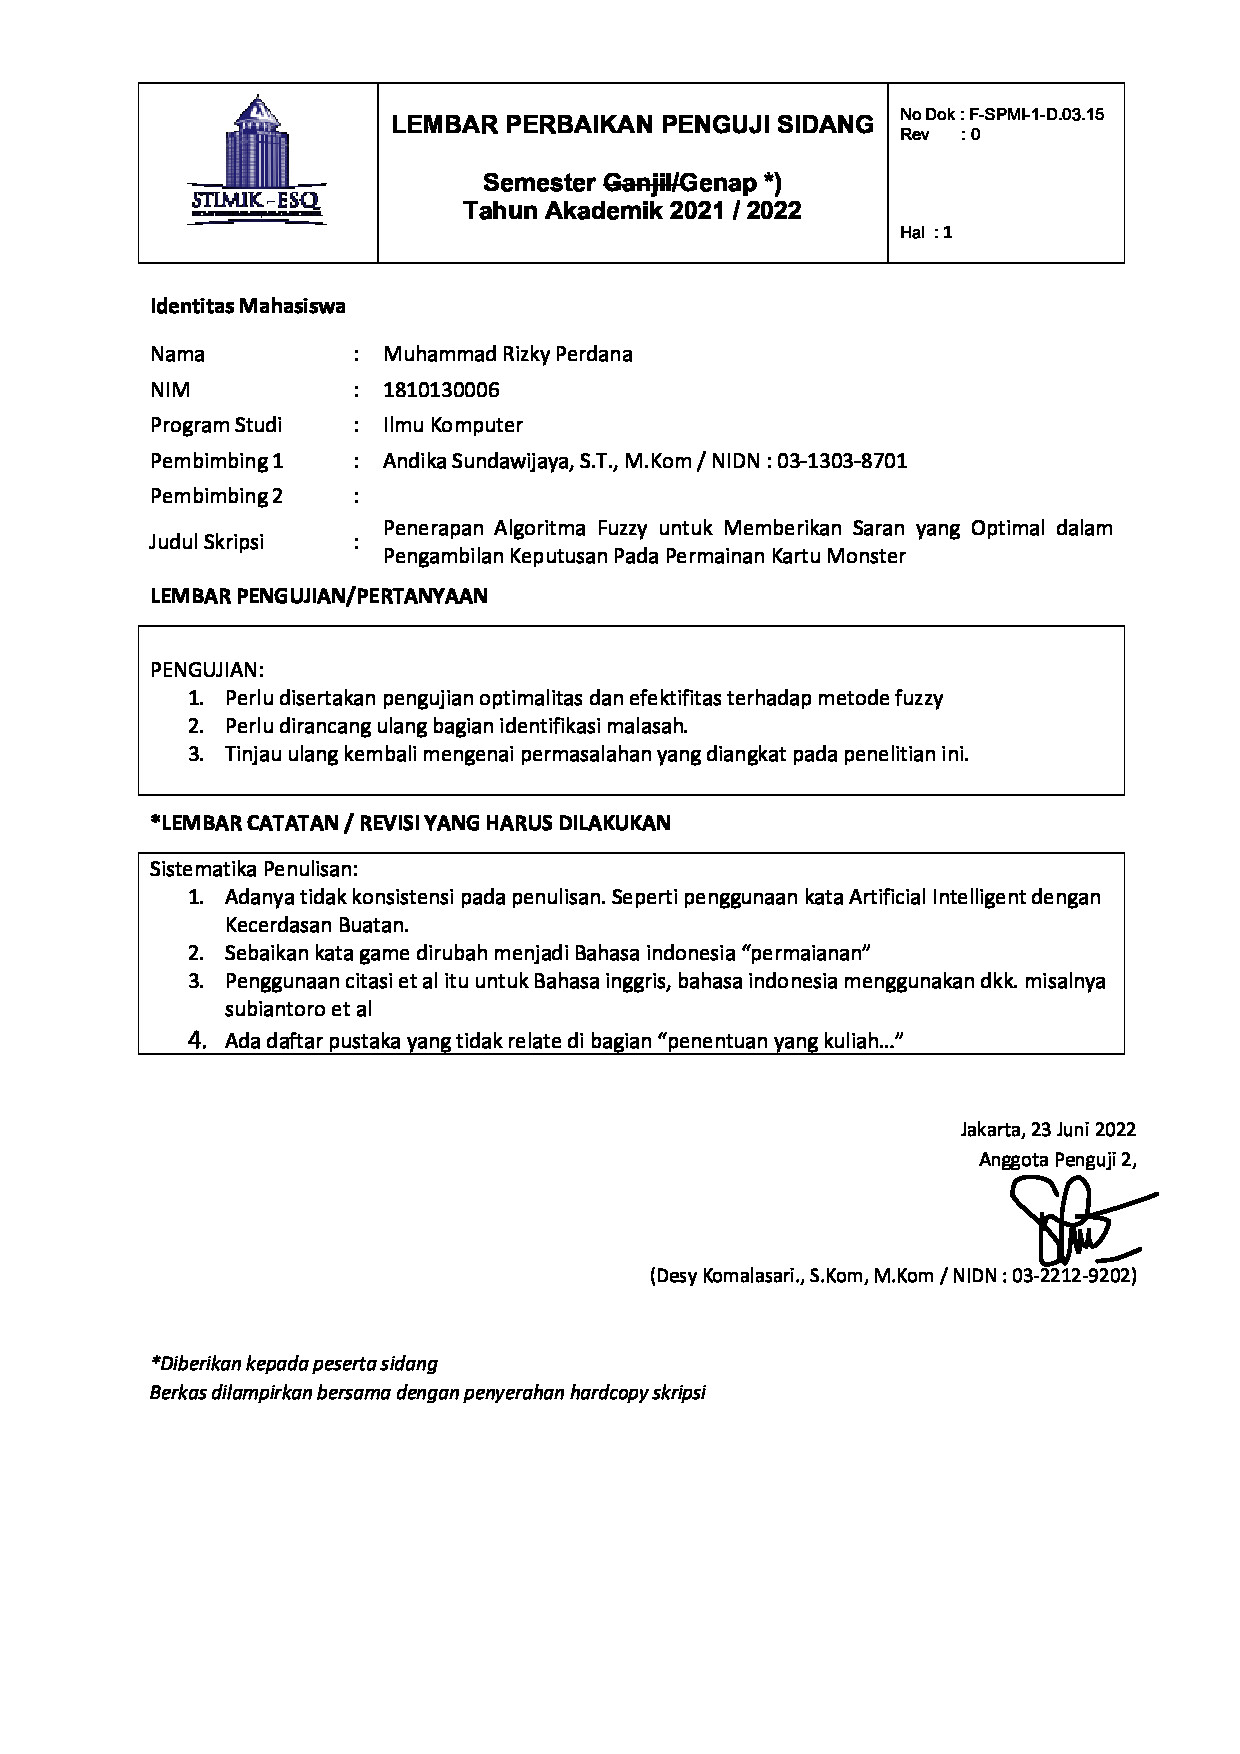 STIMIK-ESQ
LEMBAR PERBAIKAN PENGUJI SIDANG
Semester Ganjil/Genap *)
Tahun Akademik 2021 / 2022
No Dok : F-SPMI-1-D.03.15
Rev : 0
Hal : 1
Identitas Mahasiswa
Nama : Muhammad Rizky Perdana
NIM : 1810130006
Program Studi : Ilmu Komputer
Pembimbing 1 : Andika Sundawijaya, S.T., M.Kom / NIDN : 03-1303-8701
Pembimbing 2 :
Judul Skripsi : Penerapan Algoritma Fuzzy untuk Memberikan Saran yang Optimal dalam
Pengambilan Keputusan Pada Permainan Kartu Monster
LEMBAR PENGUJIAN/PERTANYAAN
PENGUJIAN:
1. Perlu disertakan pengujian optimalitas dan efektifitas terhadap metode fuzzy
2. Perlu dirancang ulang bagian identifikasi malasah.
3. Tinjau ulang kembali mengenai permasalahan yang diangkat pada penelitian ini.
*LEMBAR CATATAN / REVISI YANG HARUS DILAKUKAN
Sistematika Penulisan:
1. Adanya tidak konsistensi pada penulisan. Seperti penggunaan kata Artificial Intelligent dengan
Kecerdasan Buatan.
2. Sebaikan kata game dirubah menjadi Bahasa indonesia “permaianan”
3. Penggunaan citasi et al itu untuk Bahasa inggris, bahasa indonesia menggunakan dkk. misalnya
subiantoro et al
4. Ada daftar pustaka yang tidak relate di bagian “penentuan yang kuliah…”
Jakarta, 23 Juni 2022
Anggota Penguji 2,
(Desy Komalasari., S.Kom, M.Kom / NIDN : 03-2212-9202)
*Diberikan kepada peserta sidang
Berkas dilampirkan bersama dengan penyerahan hardcopy skripsi